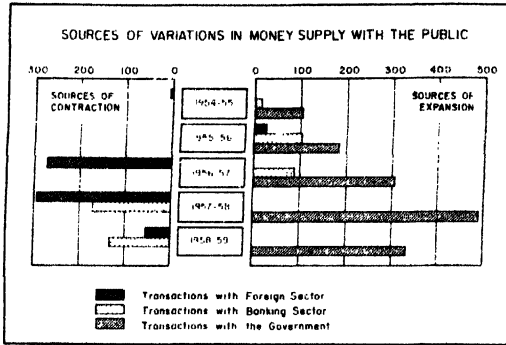 SOURCES OF VARIATIONS IN MONEY SUPPLY WITH THE PUBLIC
300 200 100 0 0 100 200 300 400 500
SOURCES OF CONTRACTION
SOURCES OF EXPANSION
1954-55
1955-56
1956-57
1957-58
1958-59
Transactions with Foreign Sector
Transactions with Banking Sector
Transactions with the Government